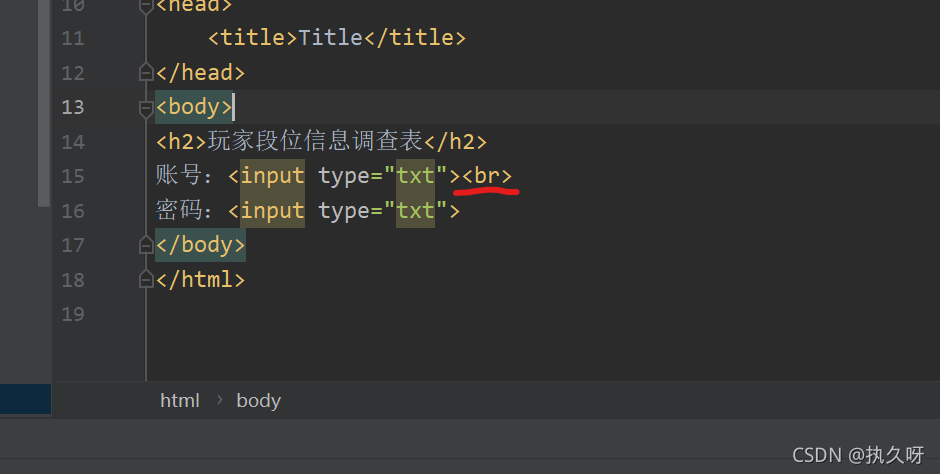 10 <head>
11 <title>Title</title>
12 </head>
13 <body>
14 <h2>玩家段位信息调查表</h2>
15 账号：<input type="txt"><br>
16 密码：<input type="txt">
17 </body>
18 </html>
19
html › body
CSDN @执久呀